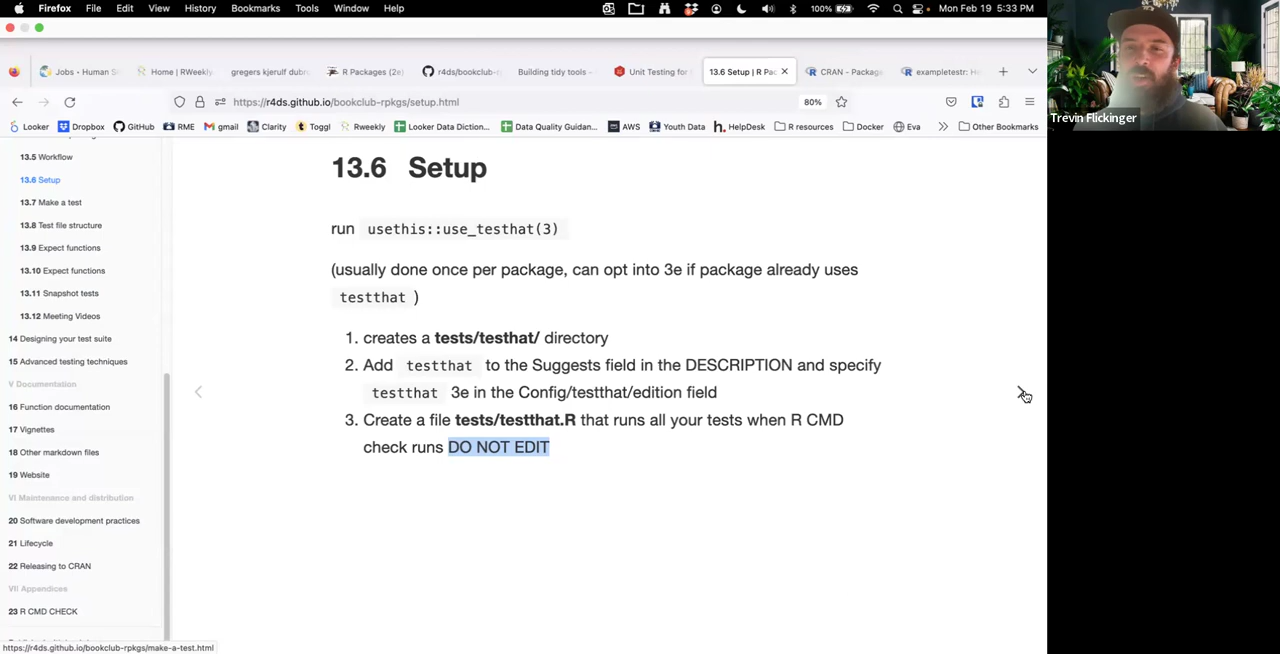 Firefox File Edit View History Bookmarks Tools Window Help 100% Mon Feb 19 5:33 PM
Jobs - Human S Home | RWeekly gregers kjerulf dubro R Packages (2e) r4ds/bookclub-r Building tidy tools - Unit Testing for 13.6 Setup | R Pac CRAN - Package exampletestr: He
https://r4ds.github.io/bookclub-rpkgs/setup.html 80%
Looker Dropbox GitHub RME gmail Clarity Toggl Rweekly Looker Data Diction... Data Quality Guidan... AWS Youth Data HelpDesk R resources Docker Eva Other Bookmarks
Trevin Flickinger
13.5 Workflow
13.6 Setup
13.7 Make a test
13.8 Test file structure
13.9 Expect functions
13.10 Expect functions
13.11 Snapshot tests
13.12 Meeting Videos
14 Designing your test suite
15 Advanced testing techniques
V Documentation
16 Function documentation
17 Vignettes
18 Other markdown files
19 Website
VI Maintenance and distribution
20 Software development practices
21 Lifecycle
22 Releasing to CRAN
VII Appendices
23 R CMD CHECK
13.6 Setup
run usethis::use_testhat(3)
(usually done once per package, can opt into 3e if package already uses
testthat )
1. creates a tests/testhat/ directory
2. Add testthat to the Suggests field in the DESCRIPTION and specify
testthat 3e in the Config/testthat/edition field
3. Create a file tests/testthat.R that runs all your tests when R CMD
check runs DO NOT EDIT
https://r4ds.github.io/bookclub-rpkgs/make-a-test.html